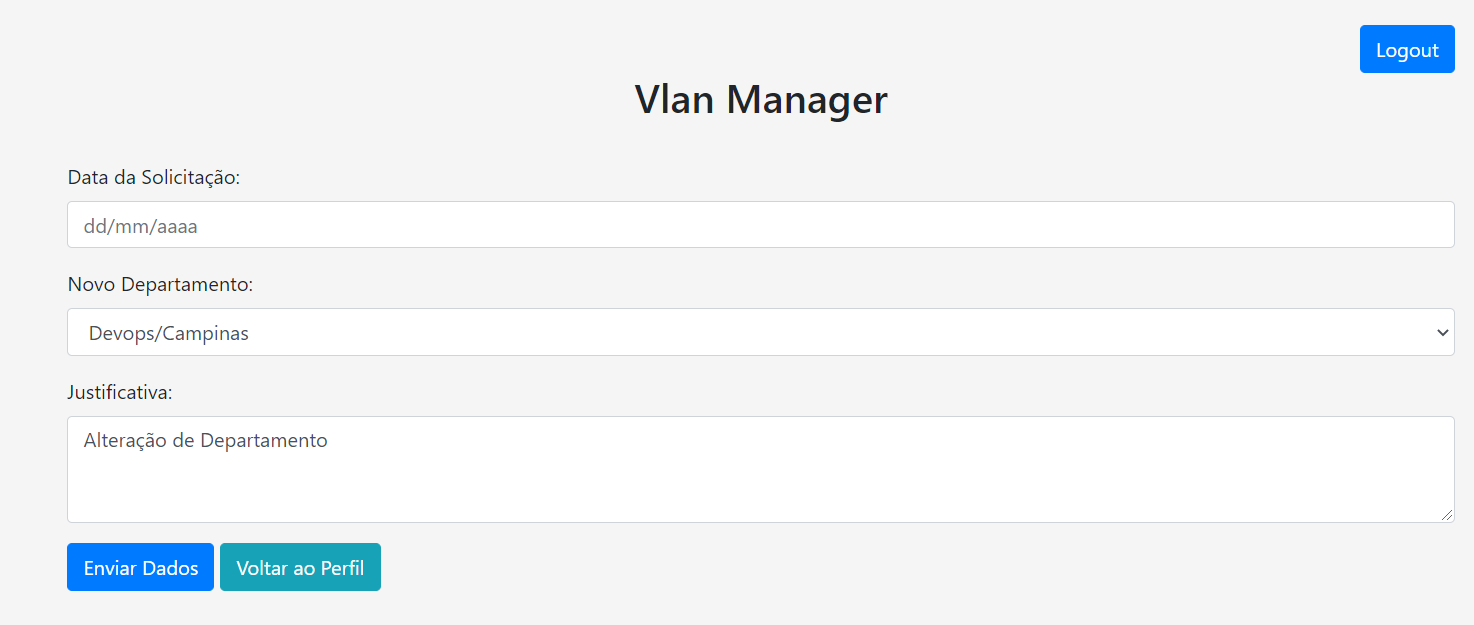 Logout
Vlan Manager
Data da Solicitação:
dd/mm/aaaa
Novo Departamento:
Devops/Campinas
Justificativa:
Alteração de Departamento
Enviar Dados
Voltar ao Perfil